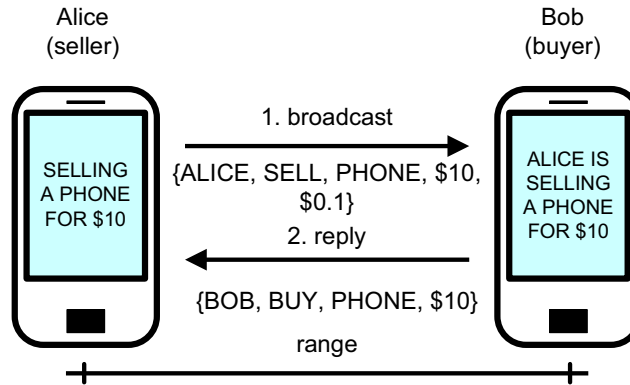 Alice
(seller)
Bob
(buyer)
SELLING
A PHONE
FOR $10
1. broadcast
{ALICE, SELL, PHONE, $10,
$0.1}
2. reply
{BOB, BUY, PHONE, $10}
ALICE IS
SELLING
A PHONE
FOR $10
range